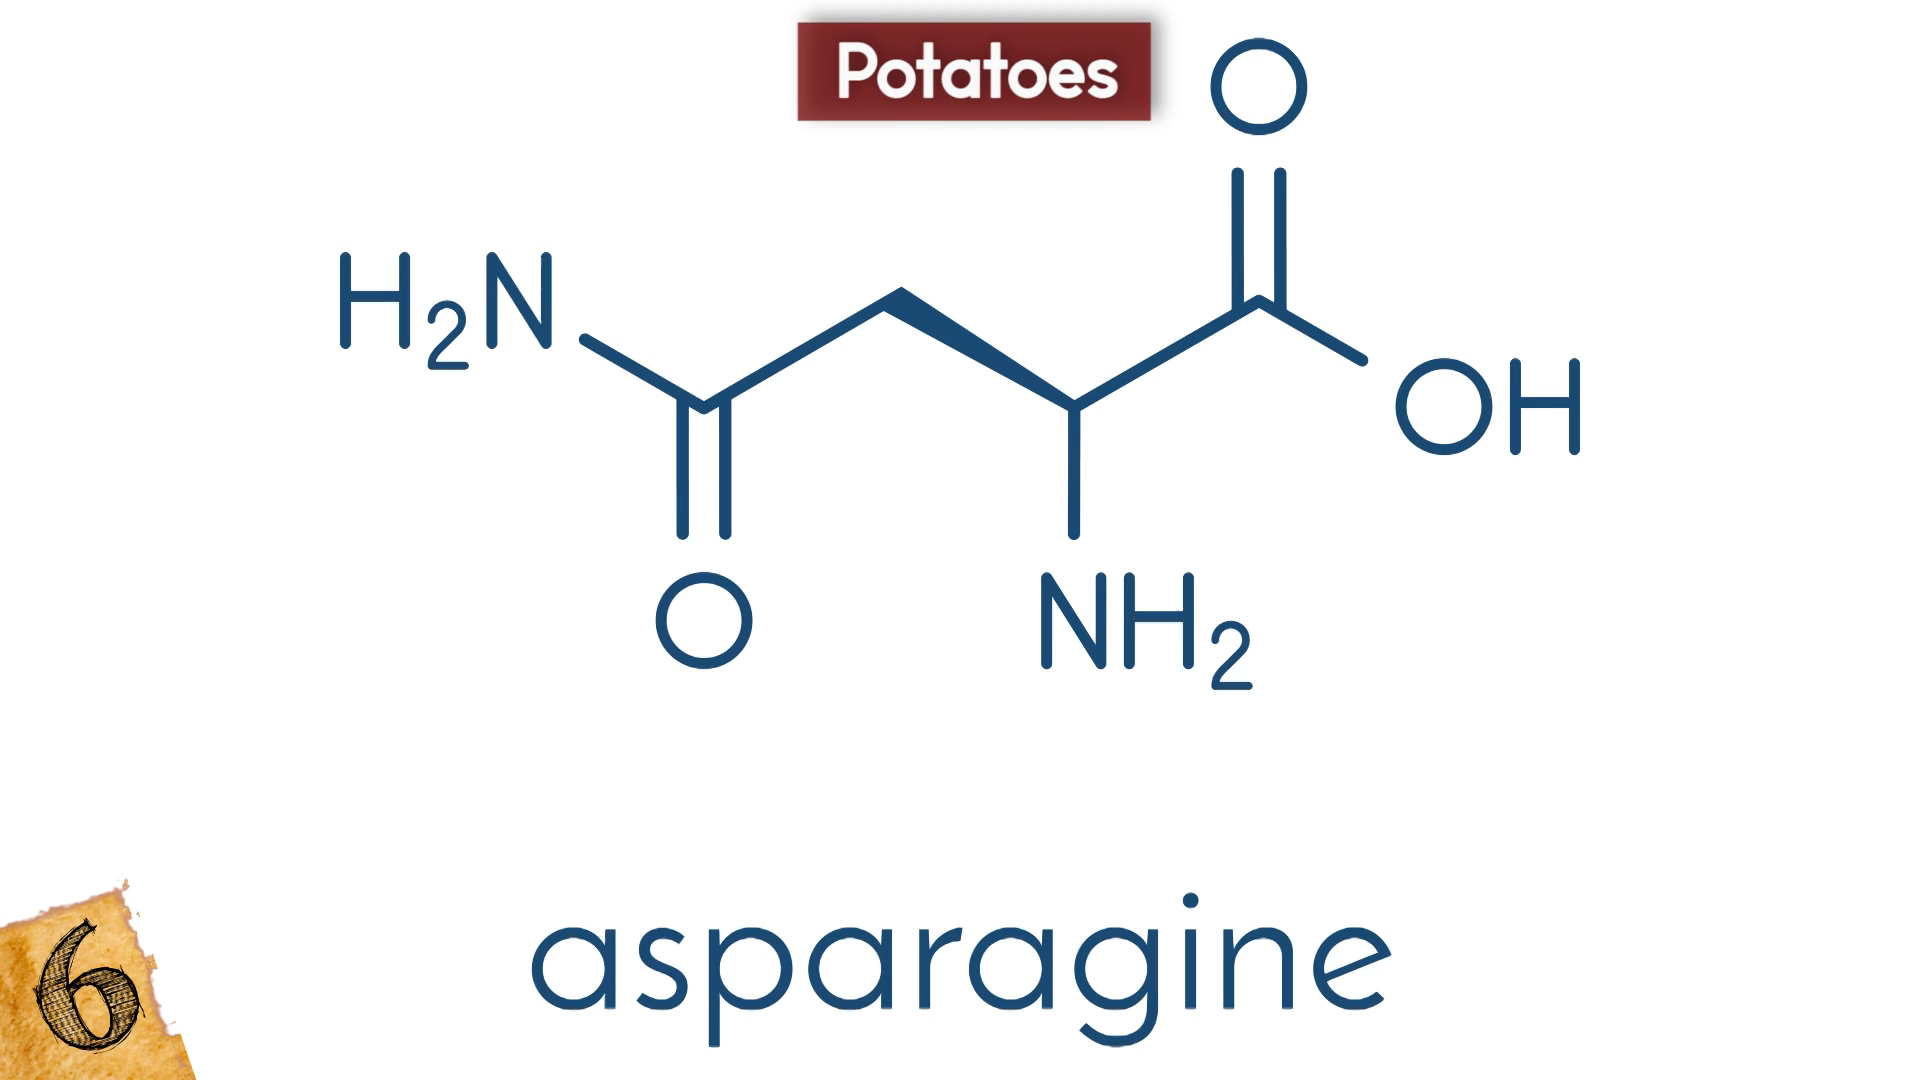 Potatoes
O
H2N
OH
O
NH2
asparagine
6